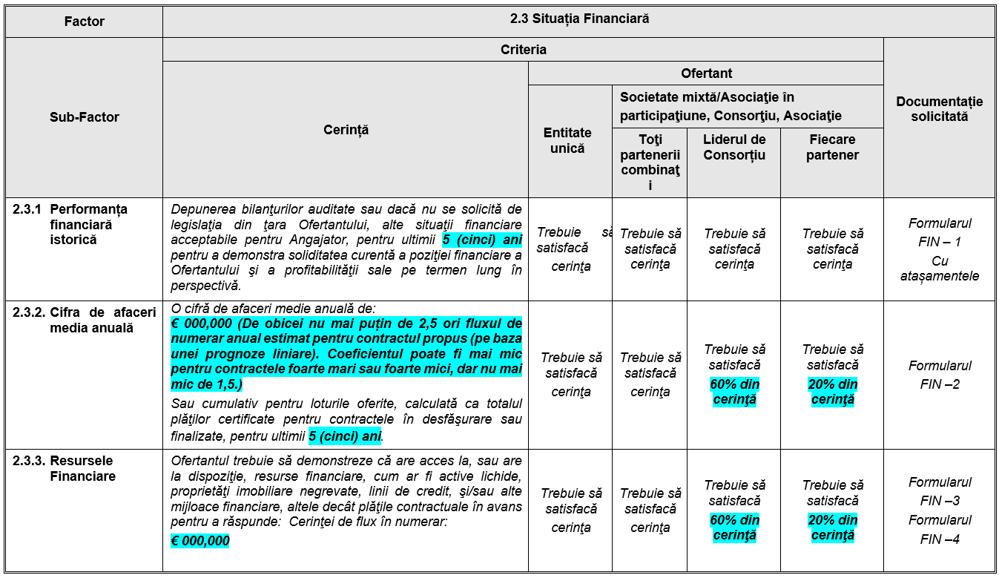 Factor
2.3 Situația Financiară
Sub-Factor
Criteria
Documentație
solicitată
Cerință
Ofertant
Entitate
unică
Societate mixtă/Asociaţie în
participaţiune, Consorţiu, Asociaţie
Toţi
partenerii
combinaţ
i
Liderul de
Consorțiu
Fiecare
partener
2.3.1 Performanța
financiară
istorică
Depunerea bilanţurilor auditate sau dacă nu se solicită de
legislaţia din ţara Ofertantului, alte situaţii financiare
acceptabile pentru Angajator, pentru ultimii 5 (cinci) ani
pentru a demonstra soliditatea curentă a poziţiei financiare a
Ofertantului şi a profitabilităţii sale pe termen lung în
perspectivă.
Trebuie să
satisfacă
cerinţa
Trebuie să
satisfacă
cerinţa
Trebuie să
satisfacă
cerinţa
Trebuie să
satisfacă
cerinţa
Formularul
FIN – 1
Cu
atașamentele
2.3.2. Cifra de afaceri
media anuală
O cifră de afaceri medie anuală de:
€ 000,000 (De obicei nu mai puțin de 2,5 ori fluxul de
numerar anual estimat pentru contractul propus (pe baza
unei prognoze liniare). Coeficientul poate fi mai mic
pentru contractele foarte mari sau foarte mici, dar nu mai
mic de 1,5.)
Sau cumulativ pentru loturile oferite, calculată ca totalul
plăţilor certificate pentru contractele în desfăşurare sau
finalizate, pentru ultimii 5 (cinci) ani.
Trebuie să
satisfacă
cerinţa
Trebuie să
satisfacă
cerinţa
Trebuie să
satisfacă
60% din
cerinţă
Trebuie să
satisfacă
20% din
cerinţă
Formularul
FIN –2
2.3.3. Resursele
Financiare
Ofertantul trebuie să demonstreze că are acces la, sau are
la dispoziţie, resurse financiare, cum ar fi active lichide,
proprietăţi imobiliare negrevate, linii de credit, şi/sau alte
mijloace financiare, altele decât plăţile contractuale în avans
pentru a răspunde: Cerinţei de flux în numerar:
€ 000,000
Trebuie să
satisfacă
cerinţa
Trebuie să
satisfacă
cerinţa
Trebuie să
satisfacă
60% din
cerinţă
Trebuie să
satisfacă
20% din
cerinţă
Formularul
FIN –3
Formularul
FIN –4